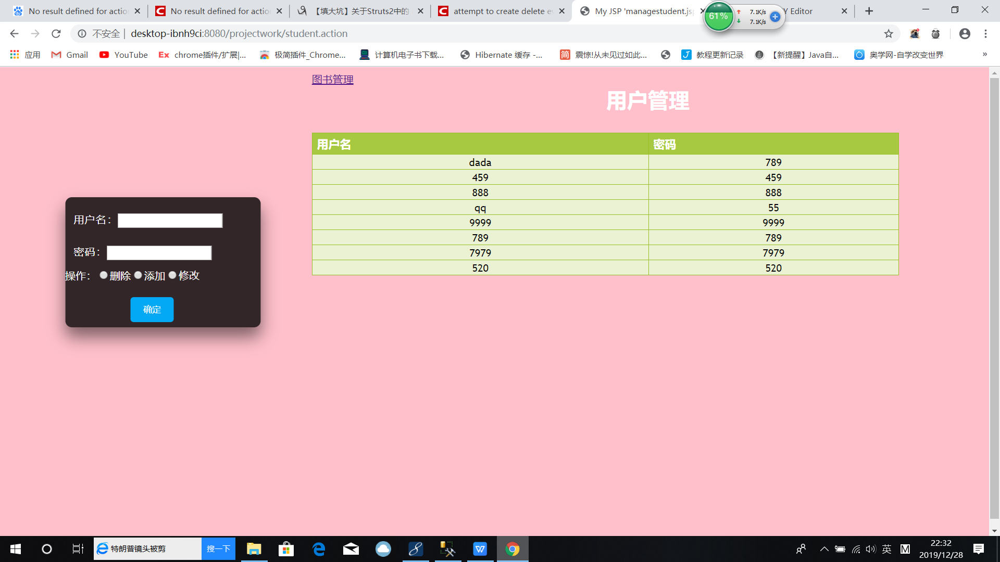 No result defined for action
No result defined for action
【填大坑】关于Struts2中的
attempt to create delete e
My JSP 'managestudent.jsp
61%
7.1K/s
7.1K/s
Y Editor
不安全
desktop-ibnh9ci:8080/projectwork/student.action
应用
Gmail
YouTube
chrome插件/扩展|...
极简插件_Chrome...
计算机电子书下载...
Hibernate 缓存 -...
简
震惊!从未见过如此...
教程更新记录
【新提醒】Java自...
奥学网-自学改变世界
»
图书管理
用户管理
用户名 密码
dada 789
459 459
888 888
qq 55
9999 9999
789 789
7979 7979
520 520
用户名：
密码：
操作： 删除 添加 修改
确定
特朗普镜头被剪
搜一下
英
M
22:32
2019/12/28